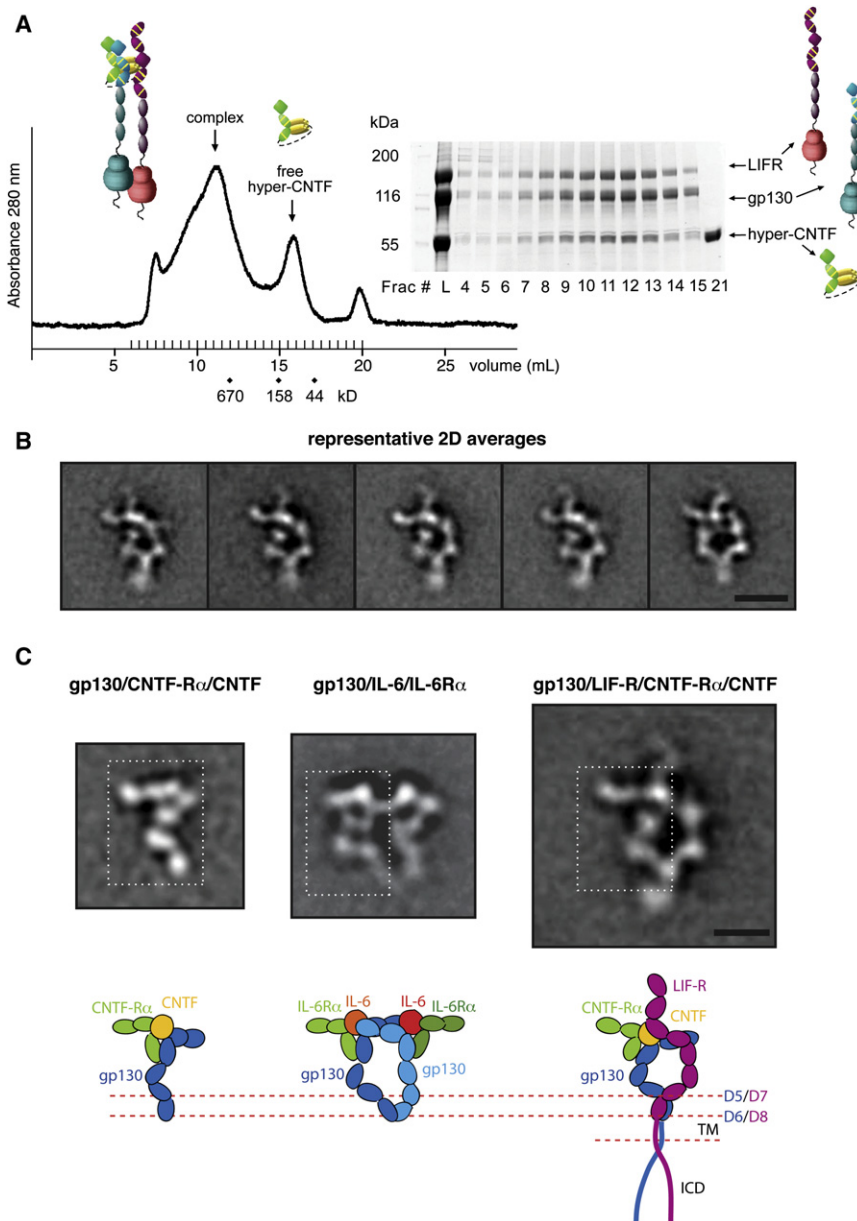 A
complex
free
hyper-CNTF
kDa
200
116
55
LIFR
gp130
hyper-CNTF
Frac # L 4 5 6 7 8 9 10 11 12 13 14 15 21
Absorbance 280 nm
5 10 15 20 25 volume (mL)
670 158 44 kD
B
representative 2D averages
C
gp130/CNTF-Rα/CNTF gp130/IL-6/IL-6Rα gp130/LIF-R/CNTF-Rα/CNTF
CNTF-Rα CNTF gp130
IL-6Rα IL-6 IL-6 IL-6Rα
gp130 gp130
LIF-R
CNTF-Rα CNTF
gp130
D5/D7
D6/D8
TM
ICD